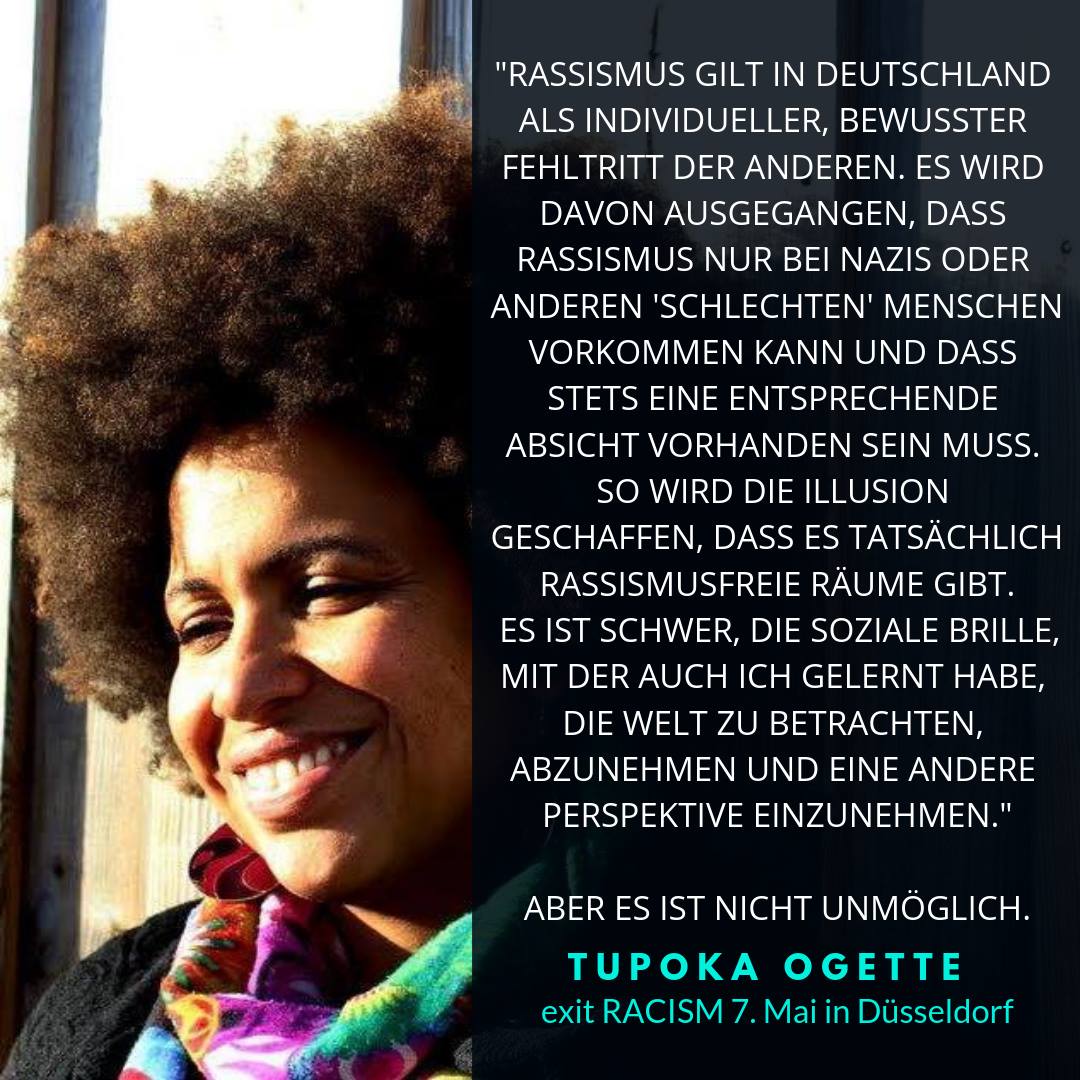 "RASSISMUS GILT IN DEUTSCHLAND
ALS INDIVIDUELLER, BEWUSSTER
FEHLTRITT DER ANDEREN. ES WIRD
DAVON AUSGEGANGEN, DASS
RASSISMUS NUR BEI NAZIS ODER
ANDEREN 'SCHLECHTEN' MENSCHEN
VORKOMMEN KANN UND DASS
STETS EINE ENTSPRECHENDE
ABSICHT VORHANDEN SEIN MUSS.
SO WIRD DIE ILLUSION
GESCHAFFEN, DASS ES TATSÄCHLICH
RASSISMUSFREIE RÄUME GIBT.
ES IST SCHWER, DIE SOZIALE BRILLE,
MIT DER AUCH ICH GELERNT HABE,
DIE WELT ZU BETRACHTEN,
ABZUNEHMEN UND EINE ANDERE
PERSPEKTIVE EINZUNEHMEN."
ABER ES IST NICHT UNMÖGLICH.
TUPOKA OGETTE
exit RACISM 7. Mai in Düsseldorf